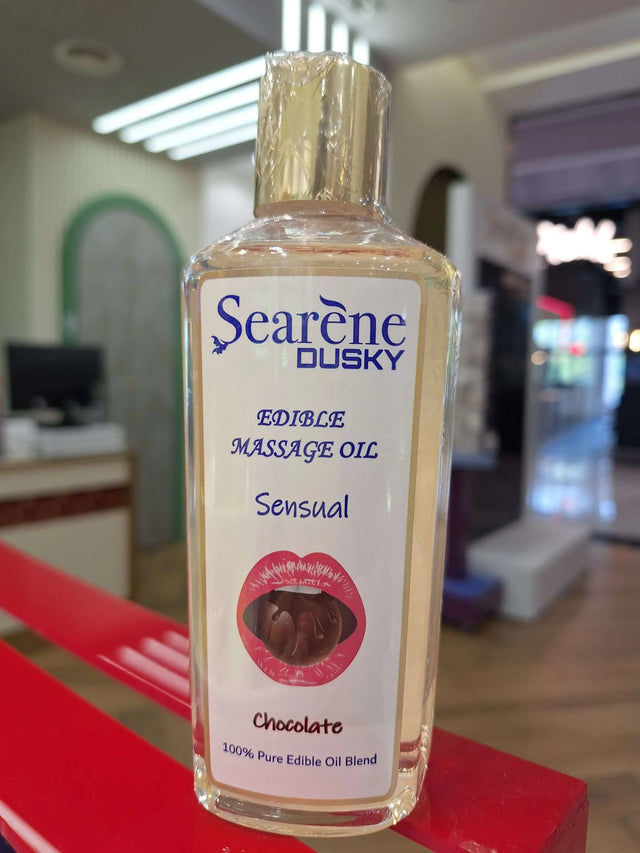 Searène
DUSKY
EDIBLE
MASSAGE OIL
Sensual
Chocolate
100% Pure Edible Oil Blend